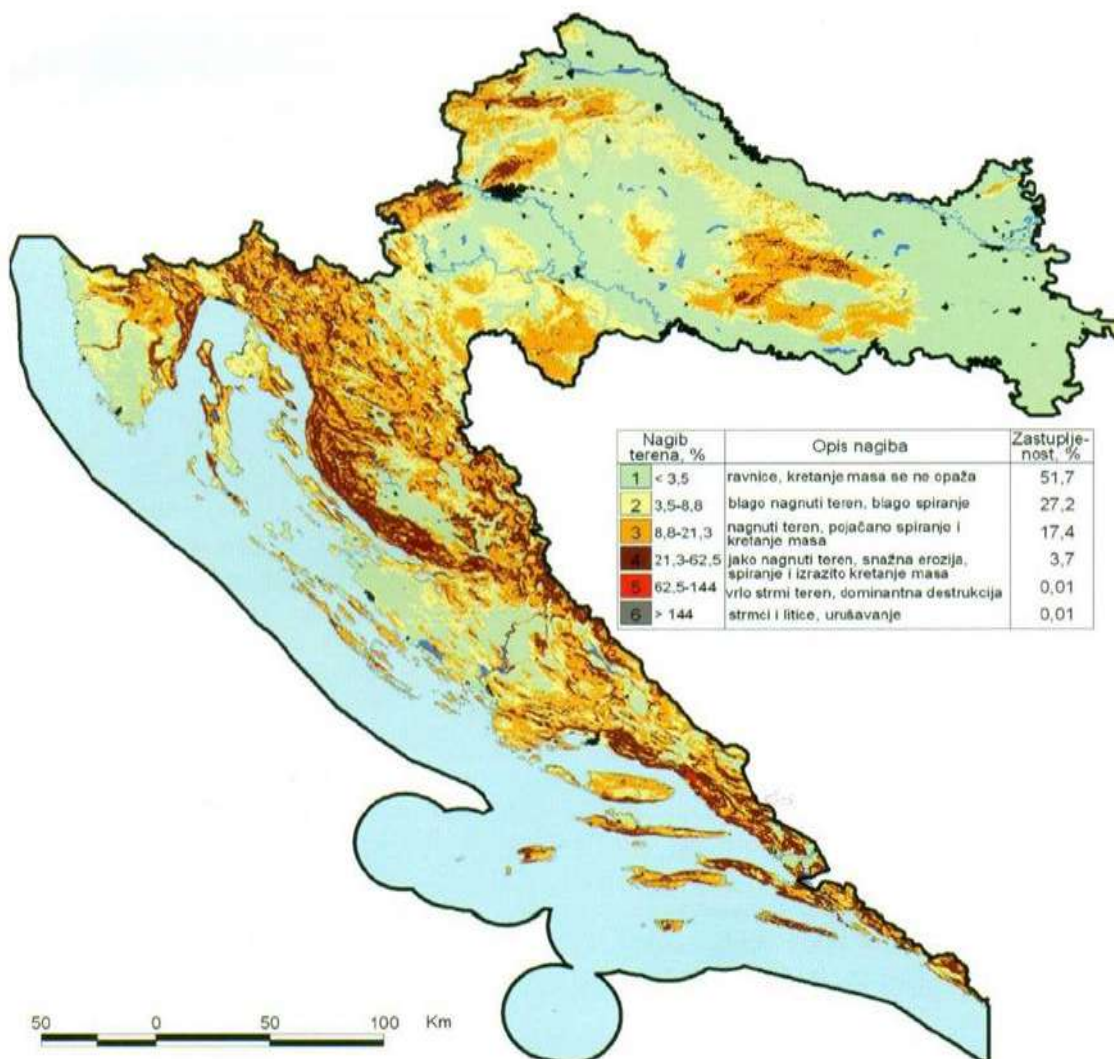 Nagib terena, % Opis nagiba Zastuplje-nost, %
1 < 3,5 ravnice, kretanje masa se ne opaža 51,7
2 3,5-8,8 blago nagnuti teren, blago spiranje 27,2
3 8,8-21,3 nagnuti teren, pojačano spiranje i kretanje masa 17,4
4 21,3-62,5 jako nagnuti teren, snažna erozija, spiranje i izrazito kretanje masa 3,7
5 62,5-144 vrlo strmi teren, dominantna destrukcija 0,01
6 > 144 strmci i litice, urušavanje 0,01
50 0 50 100 Km